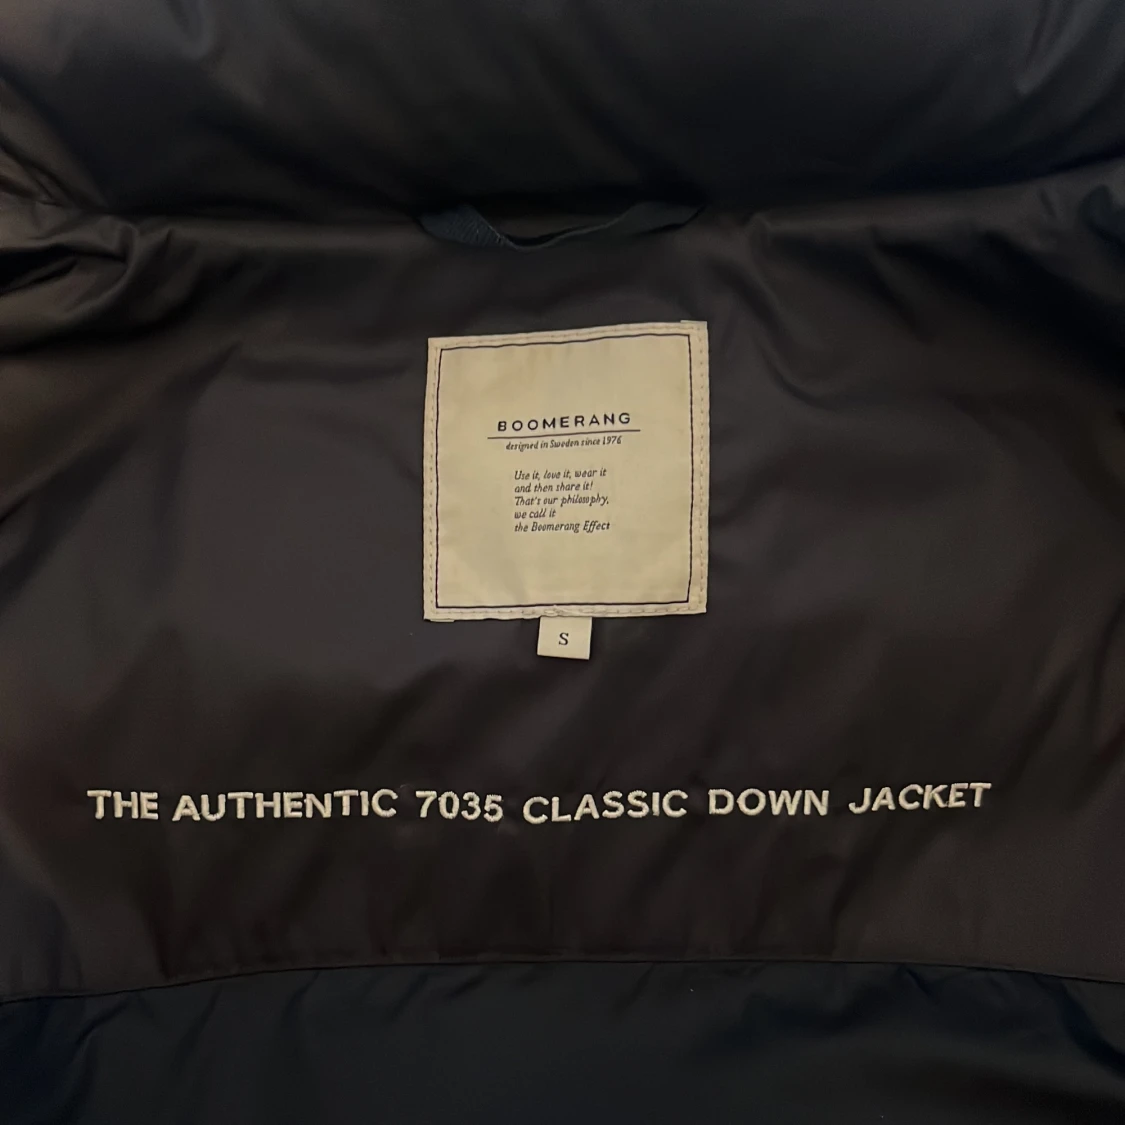 BOOMERANG
designed in Sweden since 1976
Use it, love it, wear it
and then share it!
That's our philosophy,
we call it
the Boomerang Effect
S
THE AUTHENTIC 7035 CLASSIC DOWN JACKET